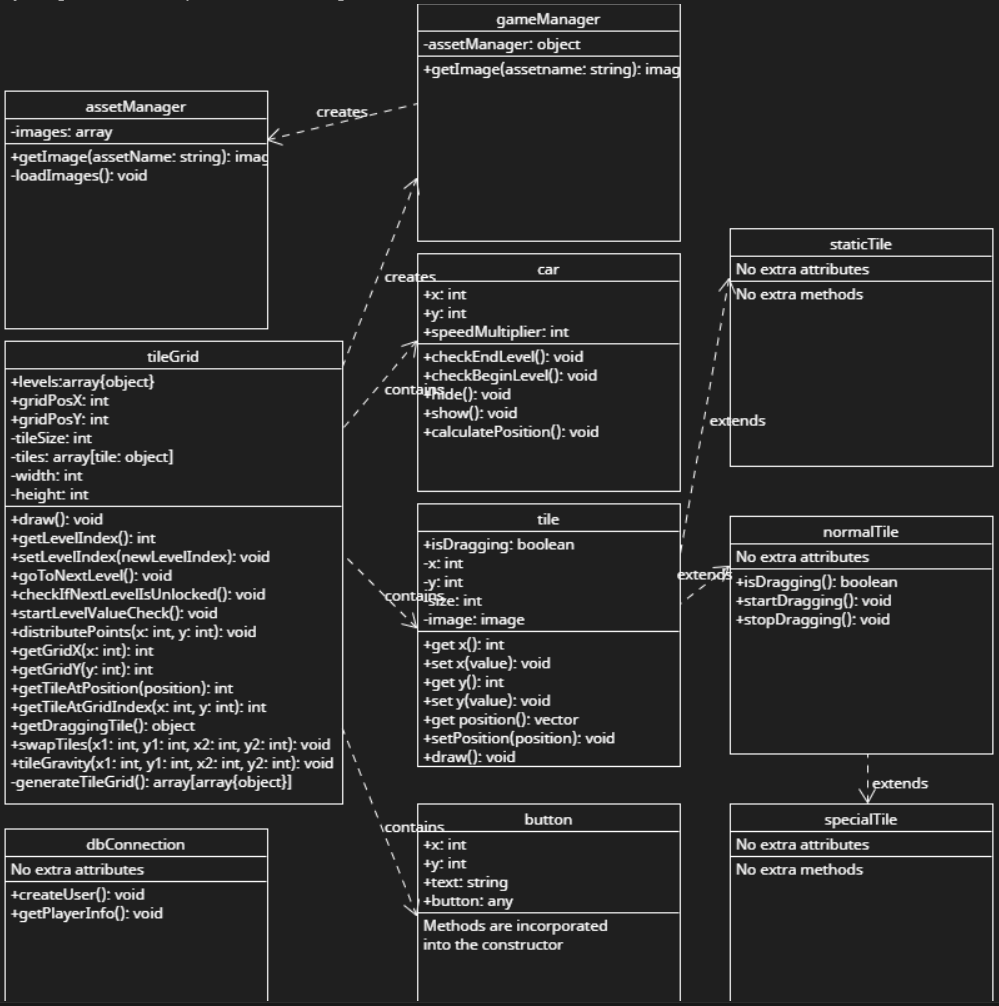 gameManager
-assetManager: object
+getImage(assetname: string): imag
assetManager
-images: array
+getImage(assetName: string): imag
-loadImages(): void
creates
creates
contains
contains
contains
tileGrid
+levels:array{object}
+gridPosX: int
+gridPosY: int
-tileSize: int
-tiles: array[tile: object]
-width: int
-height: int
+draw(): void
+getLevelIndex(): int
+setLevelIndex(newLevelIndex): void
+goToNextLevel(): void
+checkIfNextLevelIsUnlocked(): void
+startLevelValueCheck(): void
+distributePoints(x: int, y: int): void
+getGridX(x: int): int
+getGridY(y: int): int
+getTileAtPosition(position): int
+getTileAtGridIndex(x: int, y: int): int
+getDraggingTile(): object
+swapTiles(x1: int, y1: int, x2: int, y2: int): void
+tileGravity(x1: int, y1: int, x2: int, y2: int): void
-generateTileGrid(): array[array{object}]
dbConnection
No extra attributes
+createUser(): void
+getPlayerInfo(): void
car
+x: int
+y: int
+speedMultiplier: int
+checkEndLevel(): void
+checkBeginLevel(): void
+hide(): void
+show(): void
+calculatePosition(): void
tile
+isDragging: boolean
-x: int
-y: int
-size: int
-image: image
+get x(): int
+set x(value): void
+get y(): int
+set y(value): void
+get position(): vector
+setPosition(position): void
+draw(): void
button
+x: int
+y: int
+text: string
+button: any
Methods are incorporated
into the constructor
extends
extends
staticTile
No extra attributes
No extra methods
normalTile
No extra attributes
+isDragging(): boolean
+startDragging(): void
+stopDragging(): void
extends
specialTile
No extra attributes
No extra methods